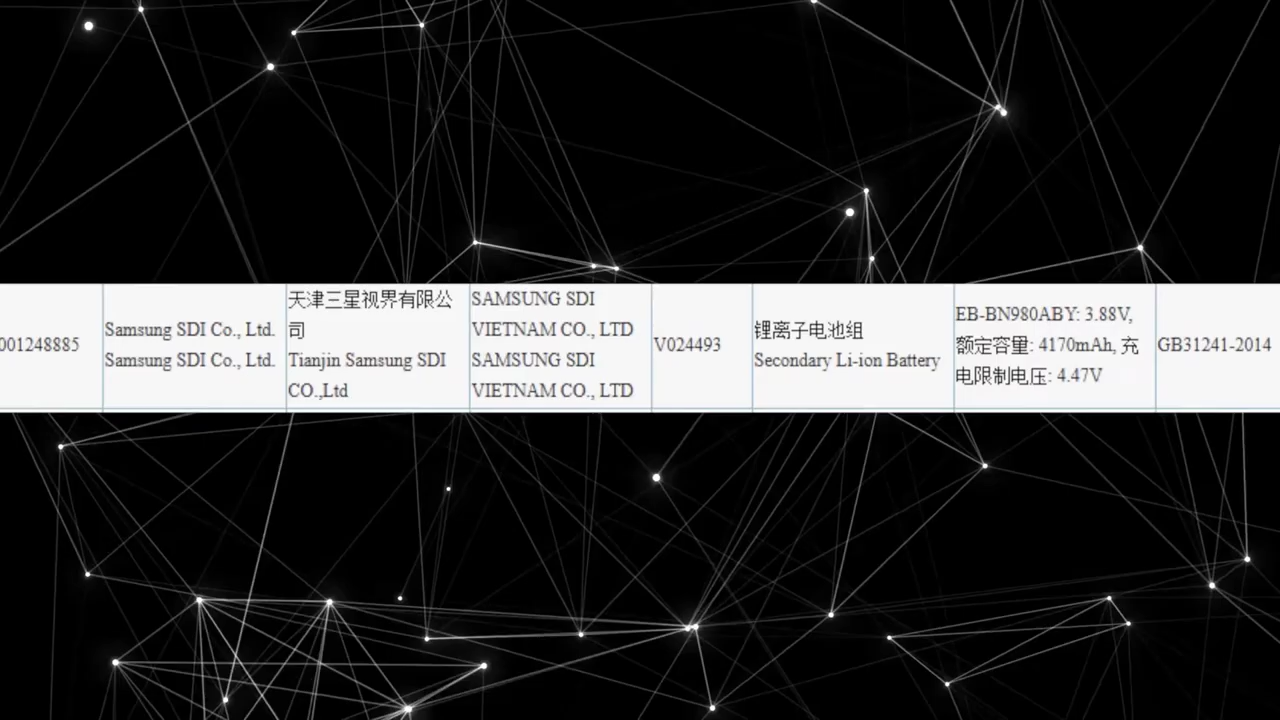 001248885
Samsung SDI Co., Ltd.
Samsung SDI Co., Ltd.
天津三星视界有限公
司
Tianjin Samsung SDI
CO.,Ltd
SAMSUNG SDI
VIETNAM CO., LTD
SAMSUNG SDI
VIETNAM CO., LTD
V024493
锂离子电池组
Secondary Li-ion Battery
EB-BN980ABY: 3.88V,
额定容量: 4170mAh, 充
电限制电压: 4.47V
GB31241-2014